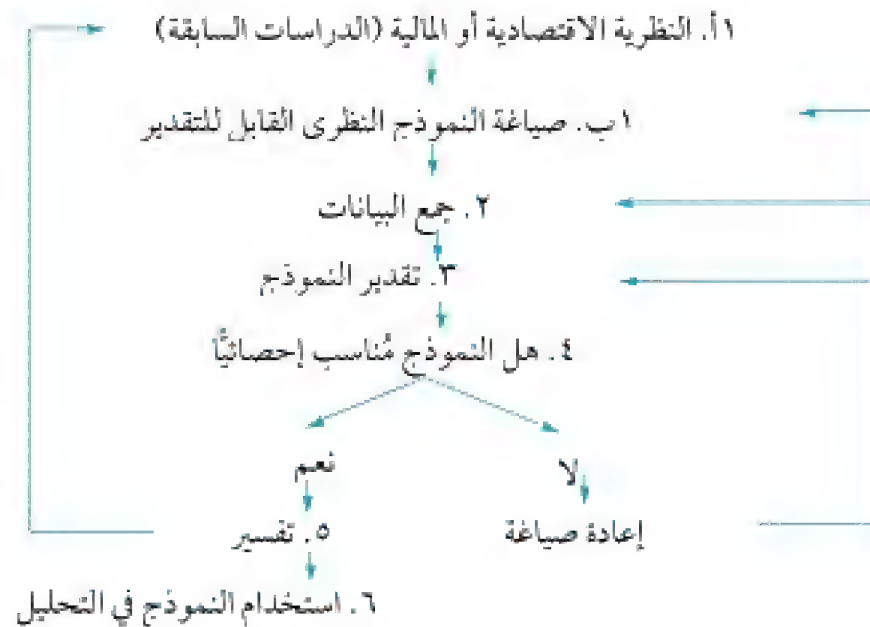 ١أ. النظرية الاقتصادية أو المالية (الدراسات السابقة)
١ب. صياغة النموذج النظرى القابل للتقدير
٢. جمع البيانات
٣. تقدير النموذج
٤. هل النموذج مُناسب إحصائيًّا
نعم
لا
٥. تفسير
إعادة صياغة
٦. استخدام النموذج في التحليل